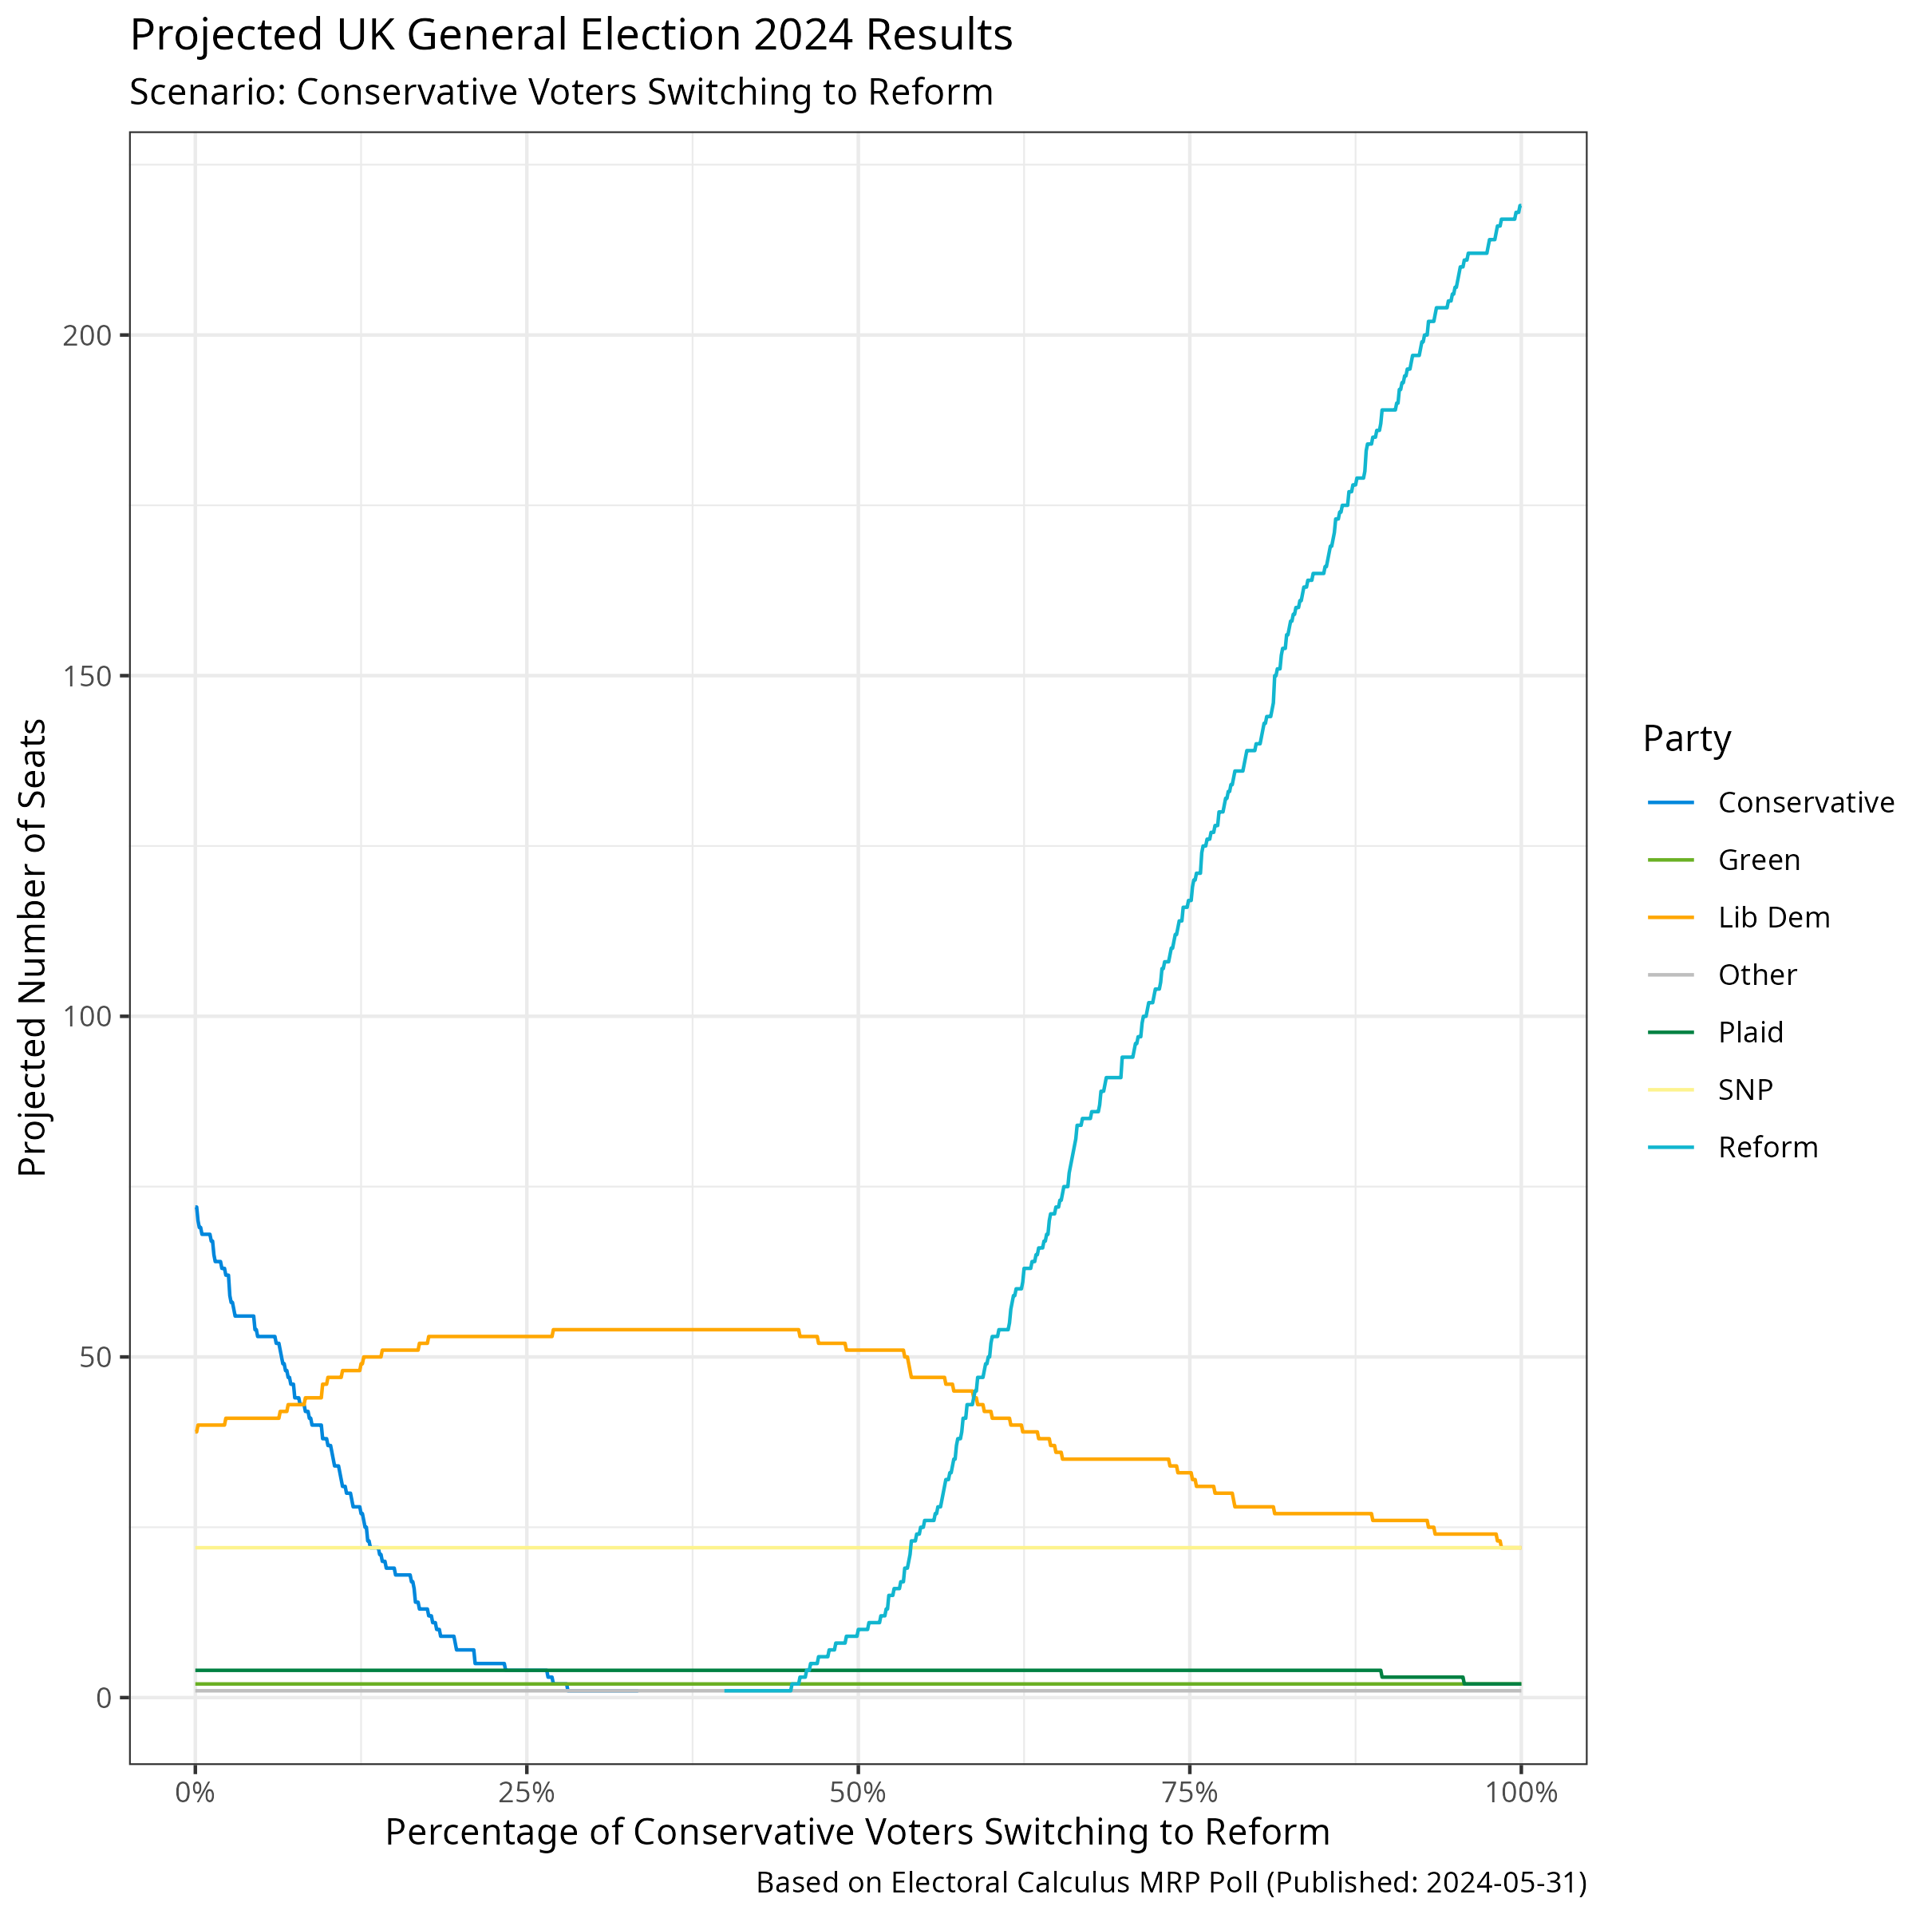 Projected UK General Election 2024 Results
Scenario: Conservative Voters Switching to Reform
Projected Number of Seats
200
150
100
50
0
0% 25% 50% 75% 100%
Percentage of Conservative Voters Switching to Reform
Based on Electoral Calculus MRP Poll (Published: 2024-05-31)
Party
Conservative
Green
Lib Dem
Other
Plaid
SNP
Reform